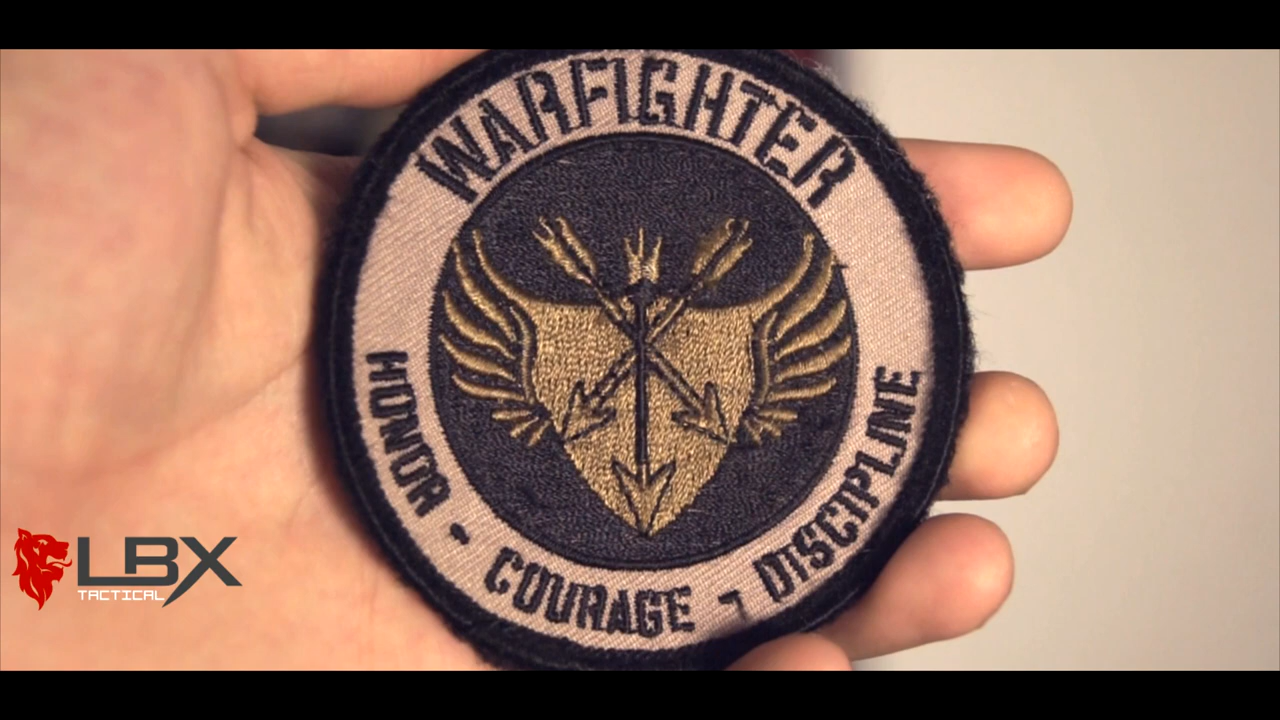 WARFIGHTER
HONOR - COURAGE - DISCIPLINE
LBX
TACTICAL